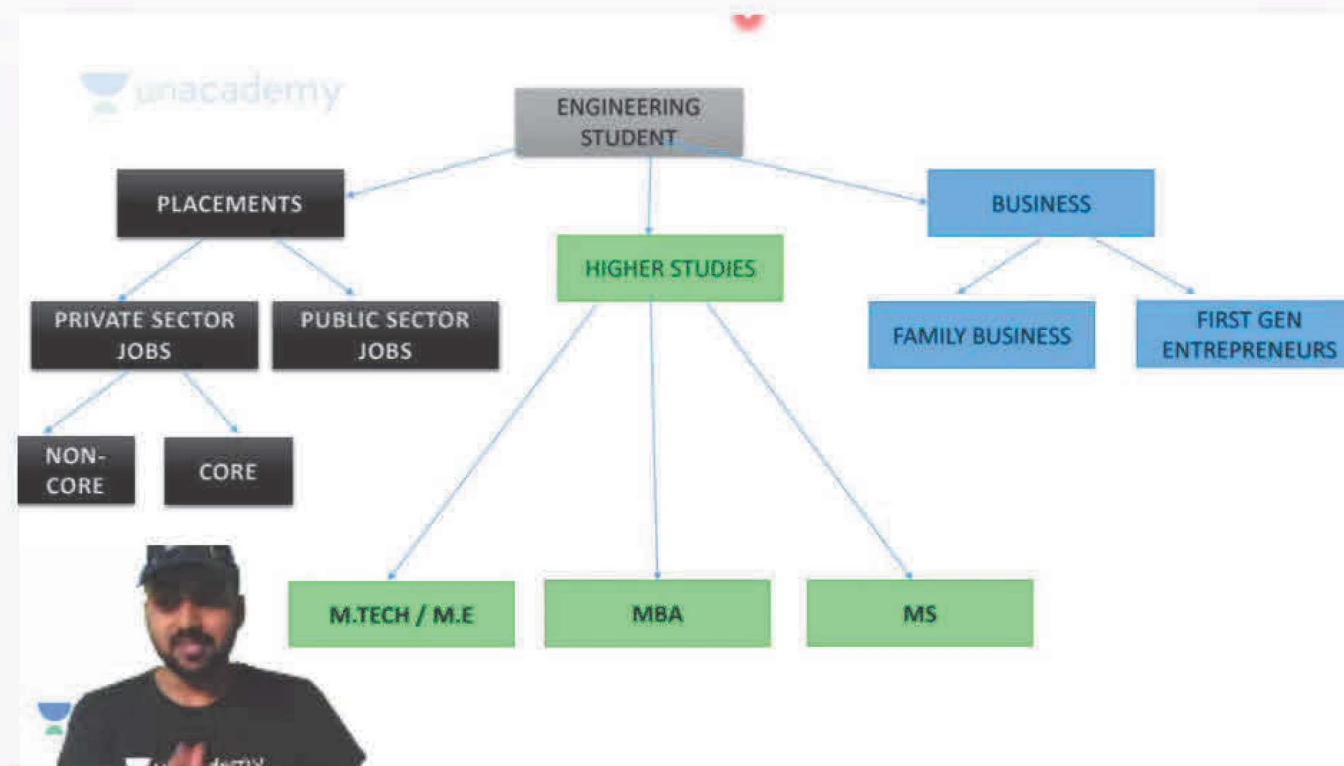 unacademy
ENGINEERING
STUDENT
PLACEMENTS
BUSINESS
HIGHER STUDIES
PRIVATE SECTOR
JOBS
PUBLIC SECTOR
JOBS
FAMILY BUSINESS
FIRST GEN
ENTREPRENEURS
NON-
CORE
CORE
M.TECH / M.E
MBA
MS